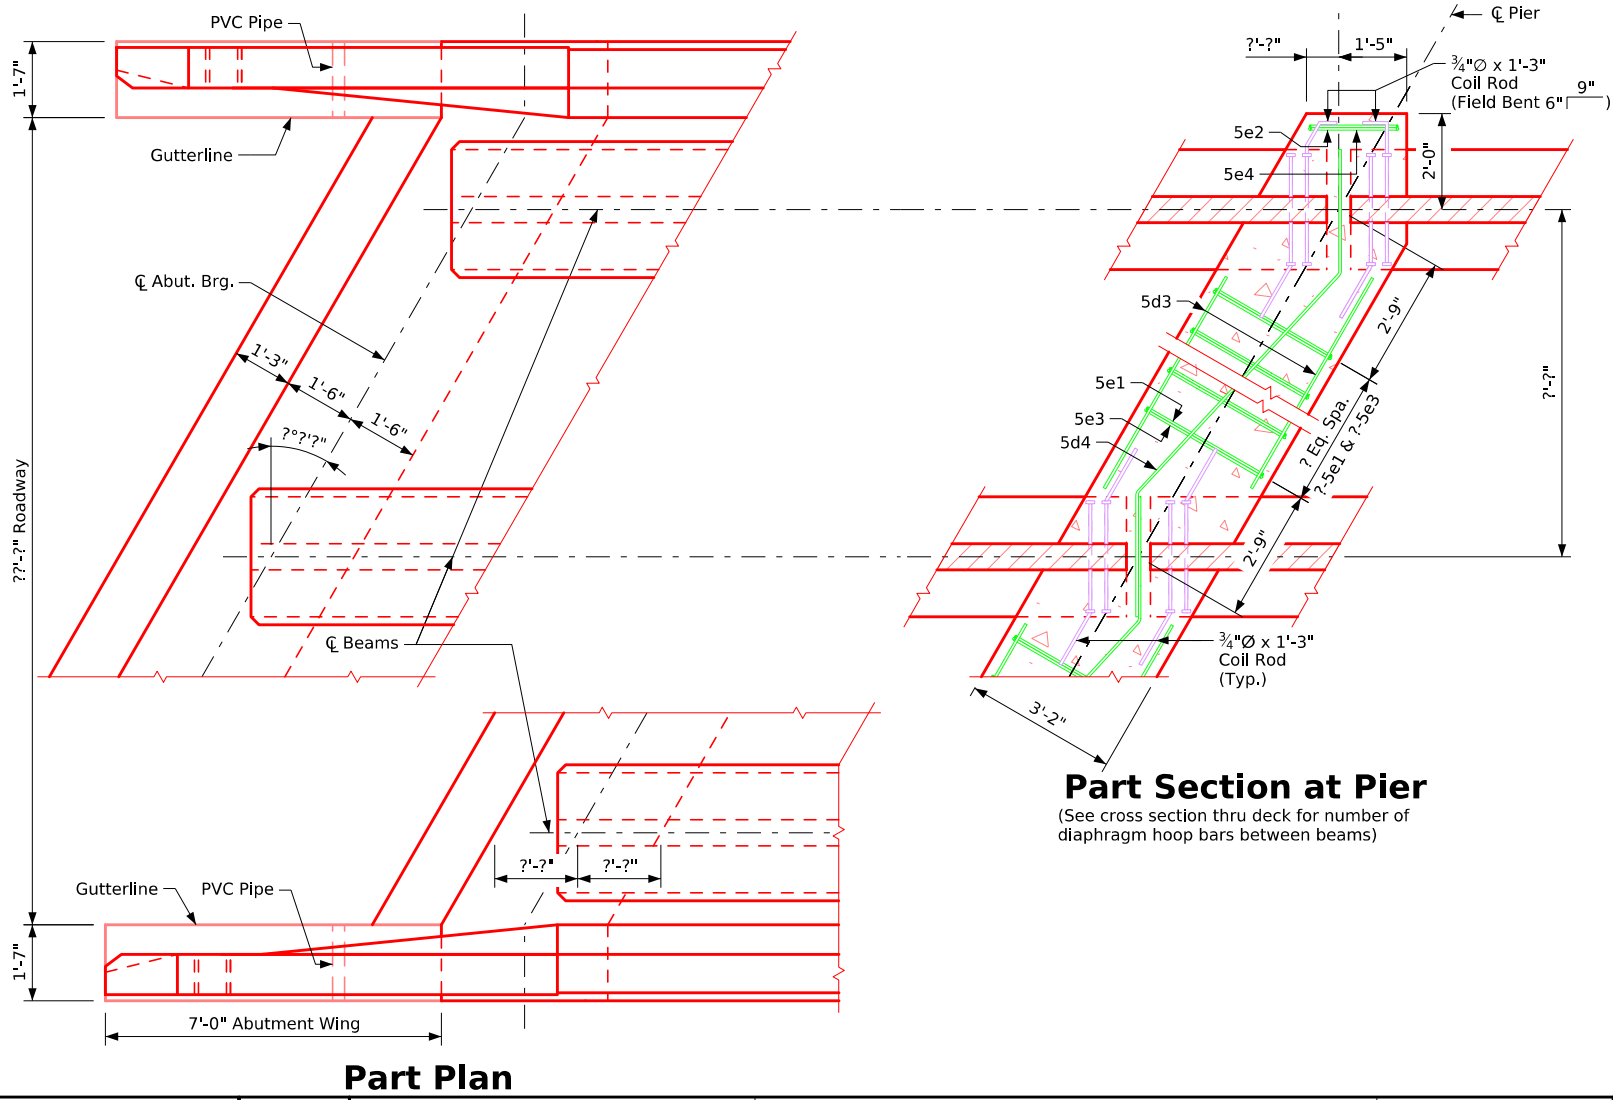 PVC Pipe
1'-7"
Gutterline
℄ Abut. Brg.
1'-3"
1'-6"
1'-6"
?°?'?"
??'-?" Roadway
℄ Beams
?'-?"
?'-?"
Gutterline
PVC Pipe
1'-7"
7'-0" Abutment Wing
Part Plan
℄ Pier
?'-?"
1'-5"
¾"Ø x 1'-3"
Coil Rod
(Field Bent 6" 9" )
5e2
5e4
2'-0"
5d3
2'-9"
?'-?"
5e1
5e3
5d4
? Eq. Spa.
?-5e1 & ?-5e3
2'-9"
¾"Ø x 1'-3"
Coil Rod
(Typ.)
3'-2"
Part Section at Pier
(See cross section thru deck for number of
diaphragm hoop bars between beams)